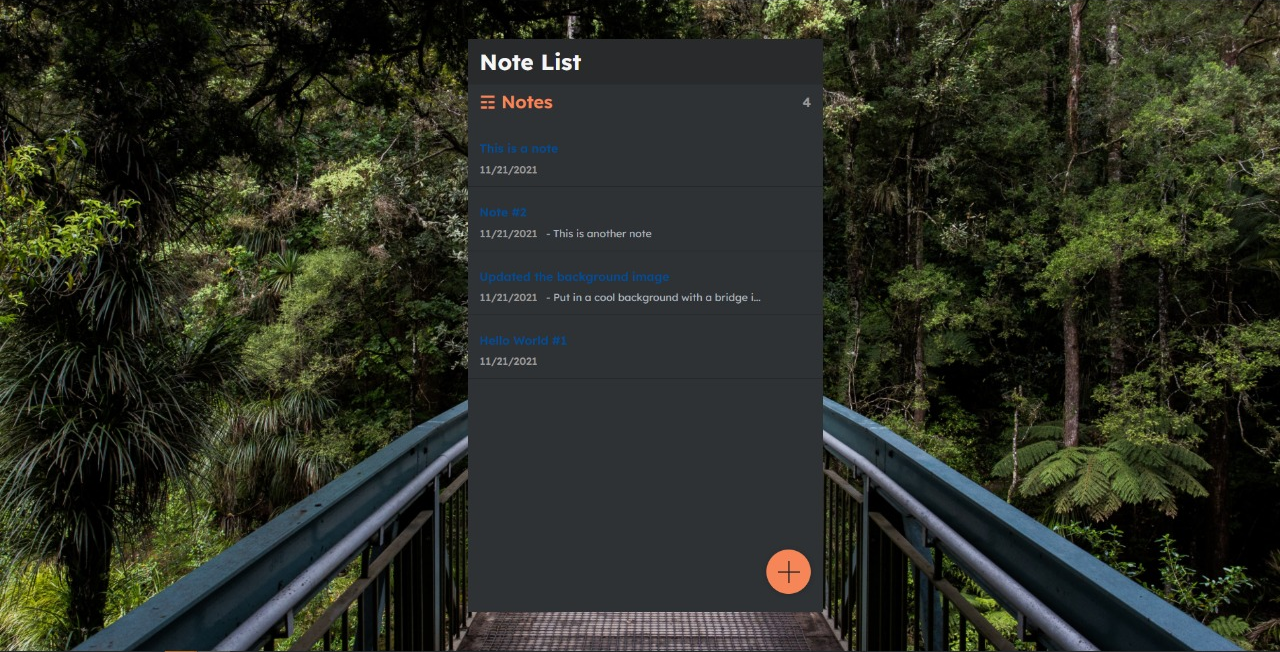 Note List
Notes 4
This is a note
11/21/2021
Note #2
11/21/2021 - This is another note
Updated the background image
11/21/2021 - Put in a cool background with a bridge i...
Hello World #1
11/21/2021